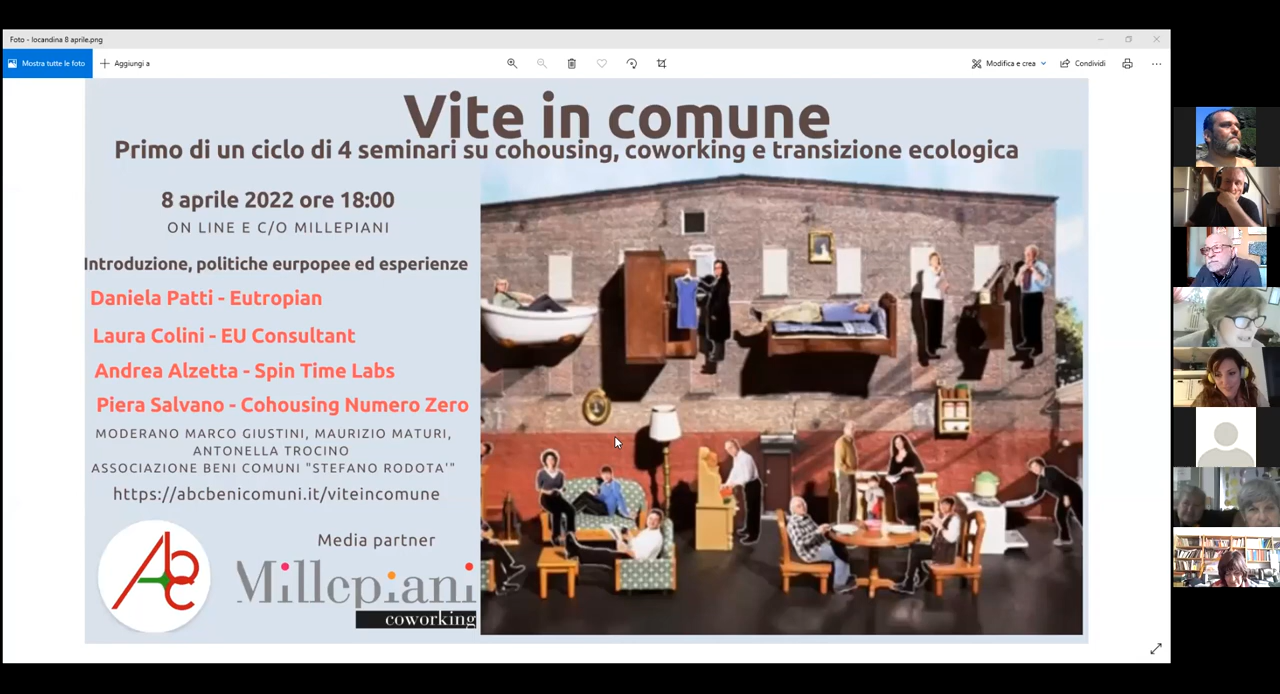 Foto - locandina 8 aprile.png
Mostra tutte le foto
Aggiungi a
Modifica e crea
Condividi
Vite in comune
Primo di un ciclo di 4 seminari su cohousing, coworking e transizione ecologica
8 aprile 2022 ore 18:00
ON LINE E C/O MILLEPIANI
Introduzione, politiche eurpopee ed esperienze
Daniela Patti - Eutropian
Laura Colini - EU Consultant
Andrea Alzetta - Spin Time Labs
Piera Salvano - Cohousing Numero Zero
MODERANO MARCO GIUSTINI, MAURIZIO MATURI,
ANTONELLA TROCINO
ASSOCIAZIONE BENI COMUNI "STEFANO RODOTA'"
https://abcbenicomuni.it/viteincomune
Abc
Media partner
Millepiani
coworking